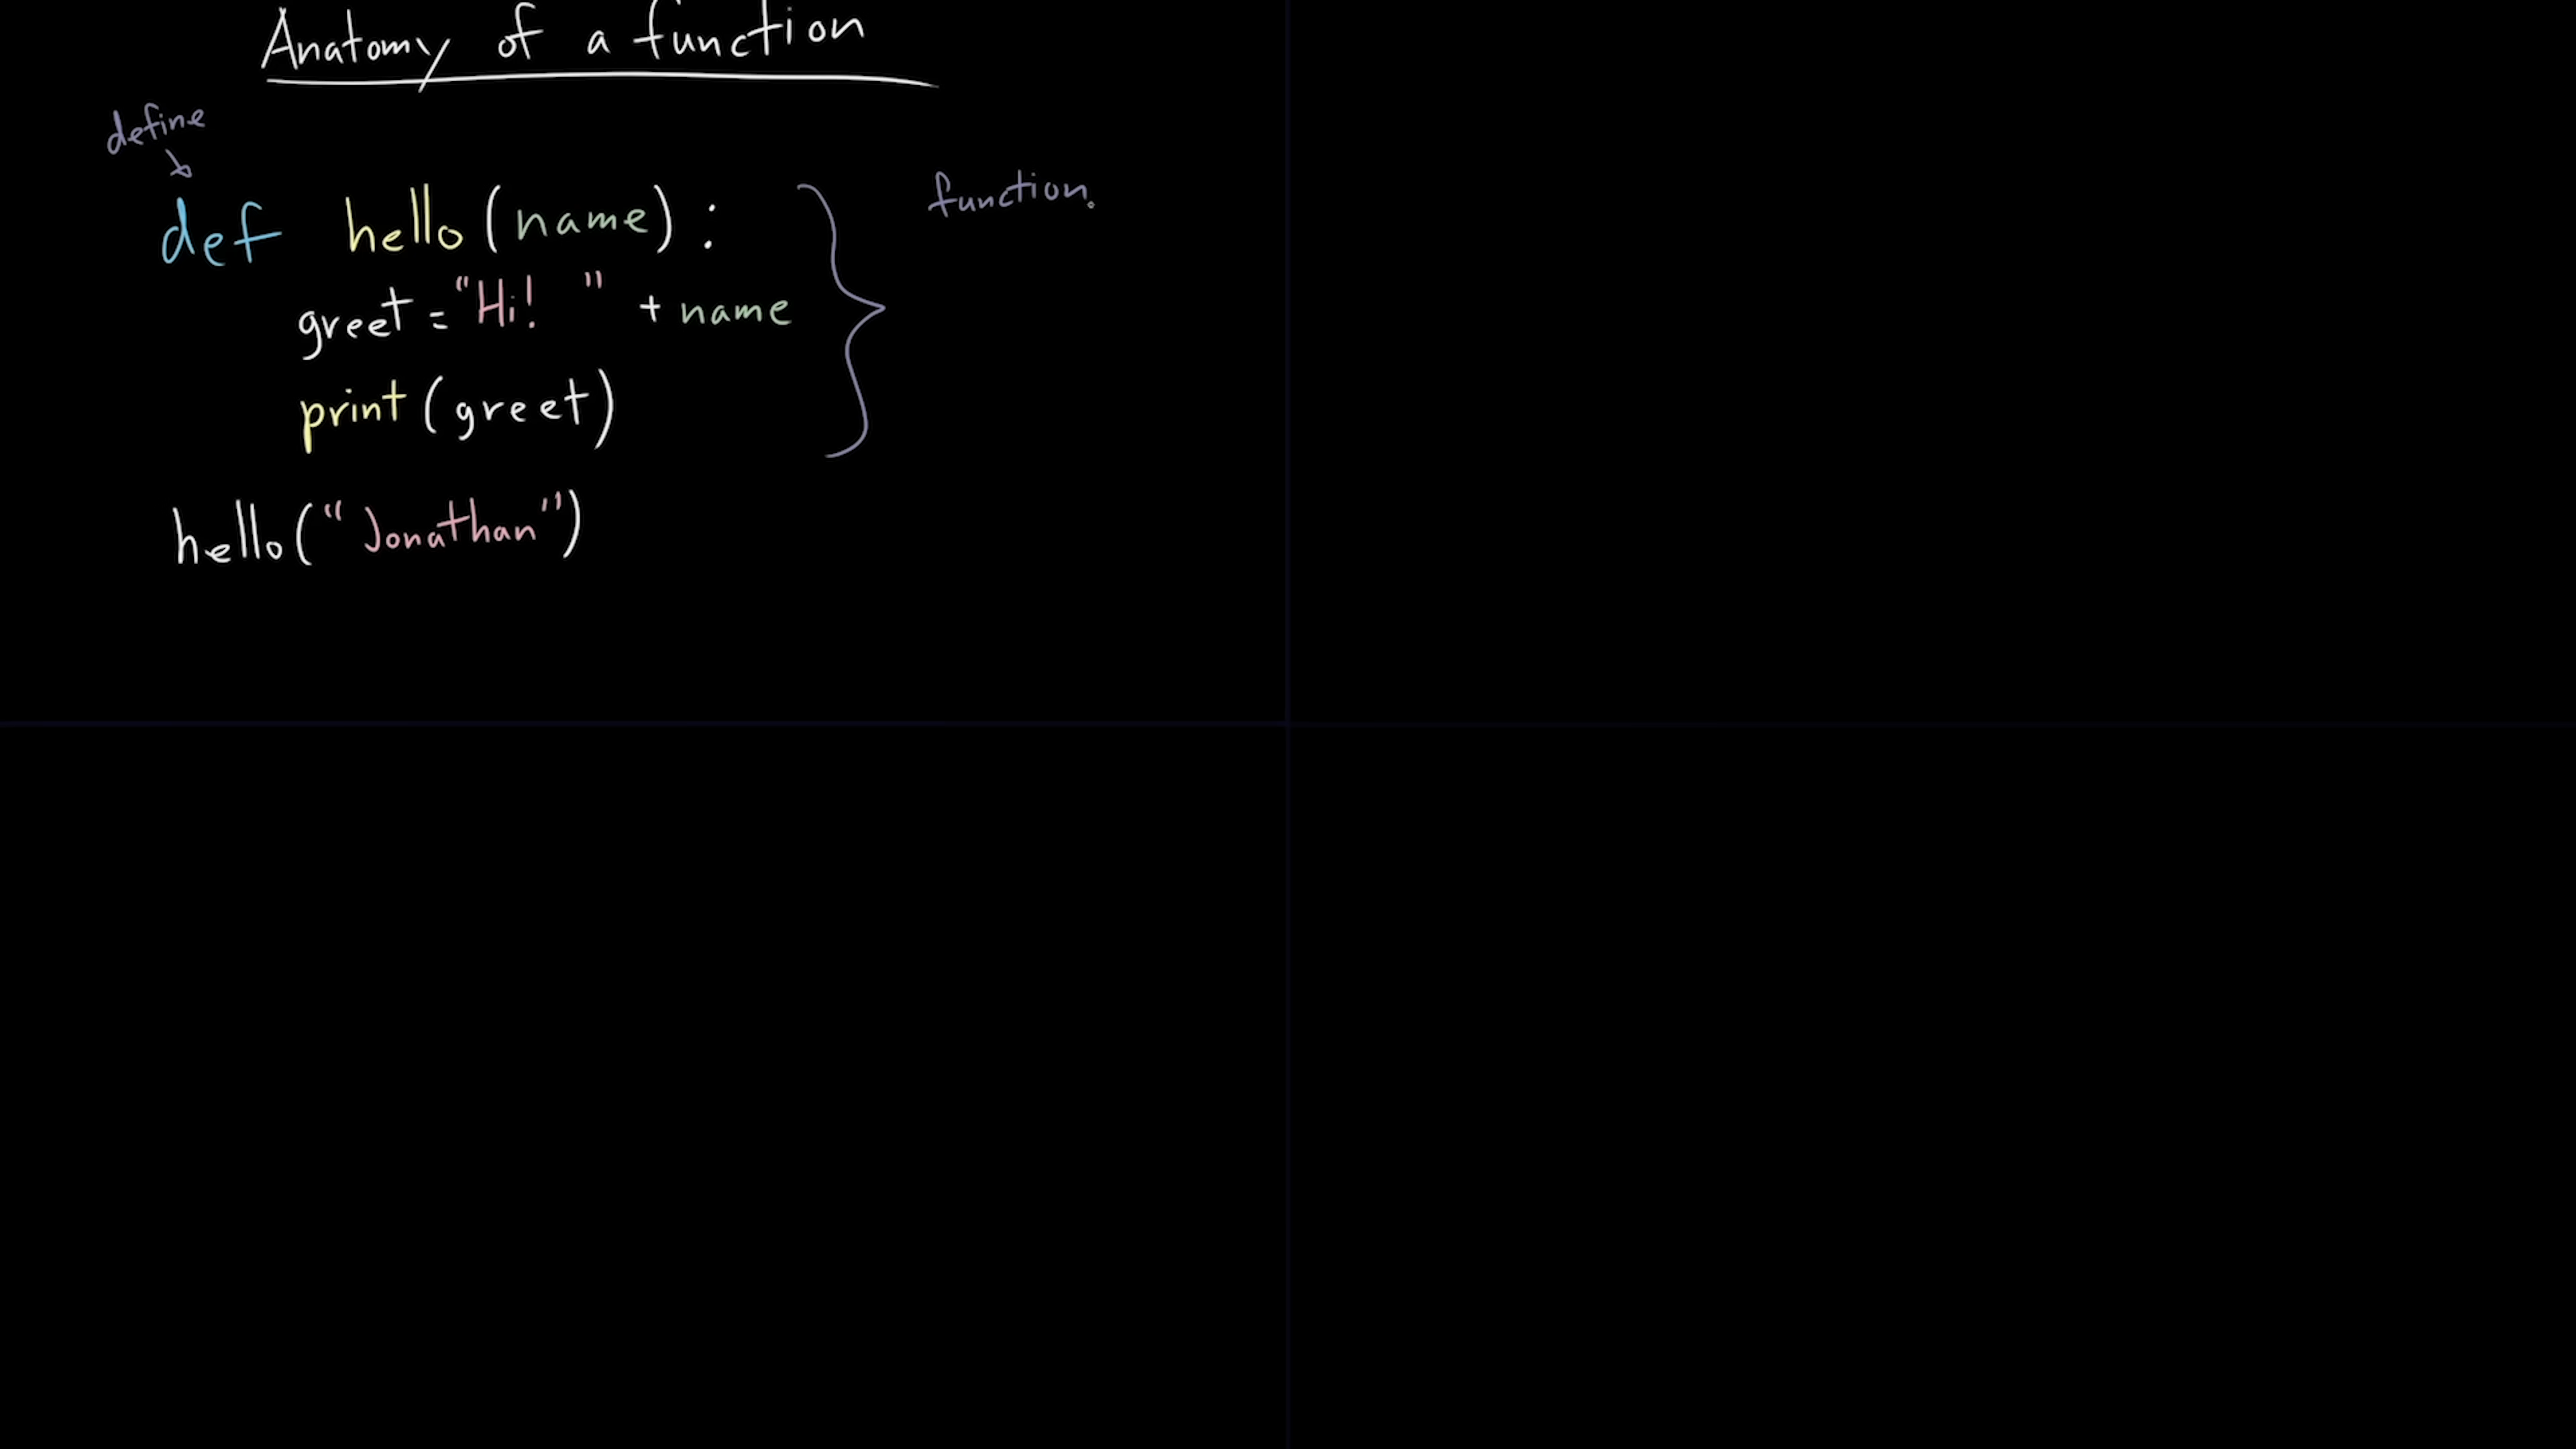 Anatomy of a function
define
def hello(name):
function.
greet = "Hi! " + name
print(greet)
hello("Jonathan")